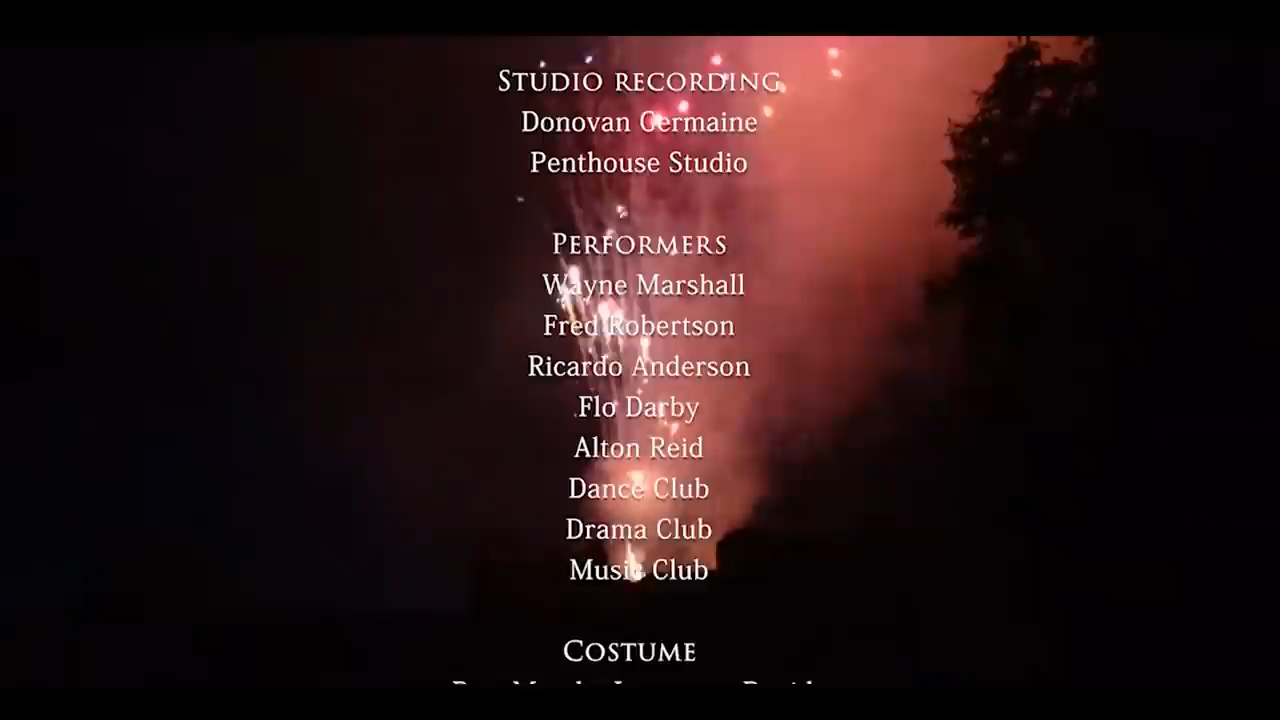 STUDIO RECORDING
Donovan Germaine
Penthouse Studio
PERFORMERS
Wayne Marshall
Fred Robertson
Ricardo Anderson
Flo Darby
Alton Reid
Dance Club
Drama Club
Music Club
COSTUME